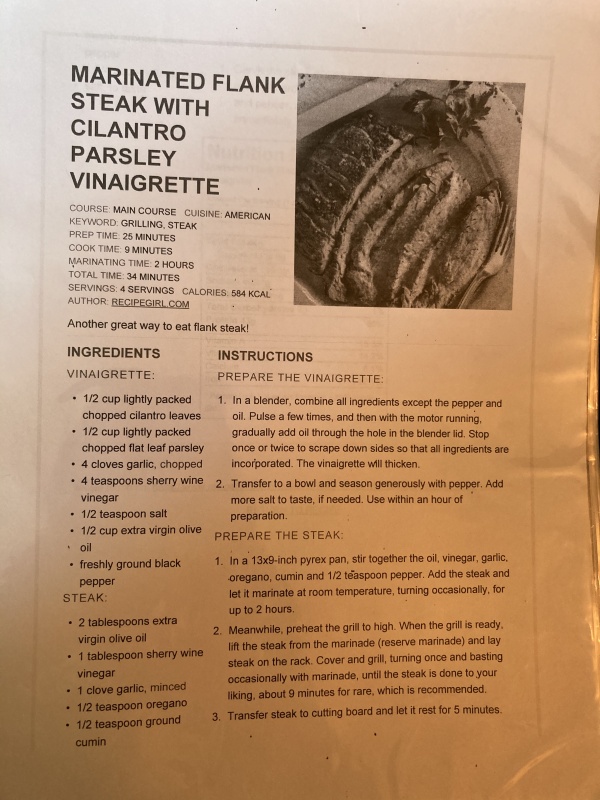 MARINATED FLANK
STEAK WITH
CILANTRO
PARSLEY
VINAIGRETTE
COURSE: MAIN COURSE CUISINE: AMERICAN
KEYWORD: GRILLING, STEAK
PREP TIME: 25 MINUTES
COOK TIME: 9 MINUTES
MARINATING TIME: 2 HOURS
TOTAL TIME: 34 MINUTES
SERVINGS: 4 SERVINGS CALORIES: 584 KCAL
AUTHOR: RECIPEGIRL.COM
Another great way to eat flank steak!
INGREDIENTS
VINAIGRETTE:
• 1/2 cup lightly packed
chopped cilantro leaves
• 1/2 cup lightly packed
chopped flat leaf parsley
• 4 cloves garlic, chopped
• 4 teaspoons sherry wine
vinegar
• 1/2 teaspoon salt
• 1/2 cup extra virgin olive
oil
• freshly ground black
pepper
STEAK:
• 2 tablespoons extra
virgin olive oil
• 1 tablespoon sherry wine
vinegar
• 1 clove garlic, minced
• 1/2 teaspoon oregano
• 1/2 teaspoon ground
cumin
INSTRUCTIONS
PREPARE THE VINAIGRETTE:
1. In a blender, combine all ingredients except the pepper and
oil. Pulse a few times, and then with the motor running,
gradually add oil through the hole in the blender lid. Stop
once or twice to scrape down sides so that all ingredients are
incorporated. The vinaigrette will thicken.
2. Transfer to a bowl and season generously with pepper. Add
more salt to taste, if needed. Use within an hour of
preparation.
PREPARE THE STEAK:
1. In a 13x9-inch pyrex pan, stir together the oil, vinegar, garlic,
oregano, cumin and 1/2 teaspoon pepper. Add the steak and
let it marinate at room temperature, turning occasionally, for
up to 2 hours.
2. Meanwhile, preheat the grill to high. When the grill is ready,
lift the steak from the marinade (reserve marinade) and lay
steak on the rack. Cover and grill, turning once and basting
occasionally with marinade, until the steak is done to your
liking, about 9 minutes for rare, which is recommended.
3. Transfer steak to cutting board and let it rest for 5 minutes.